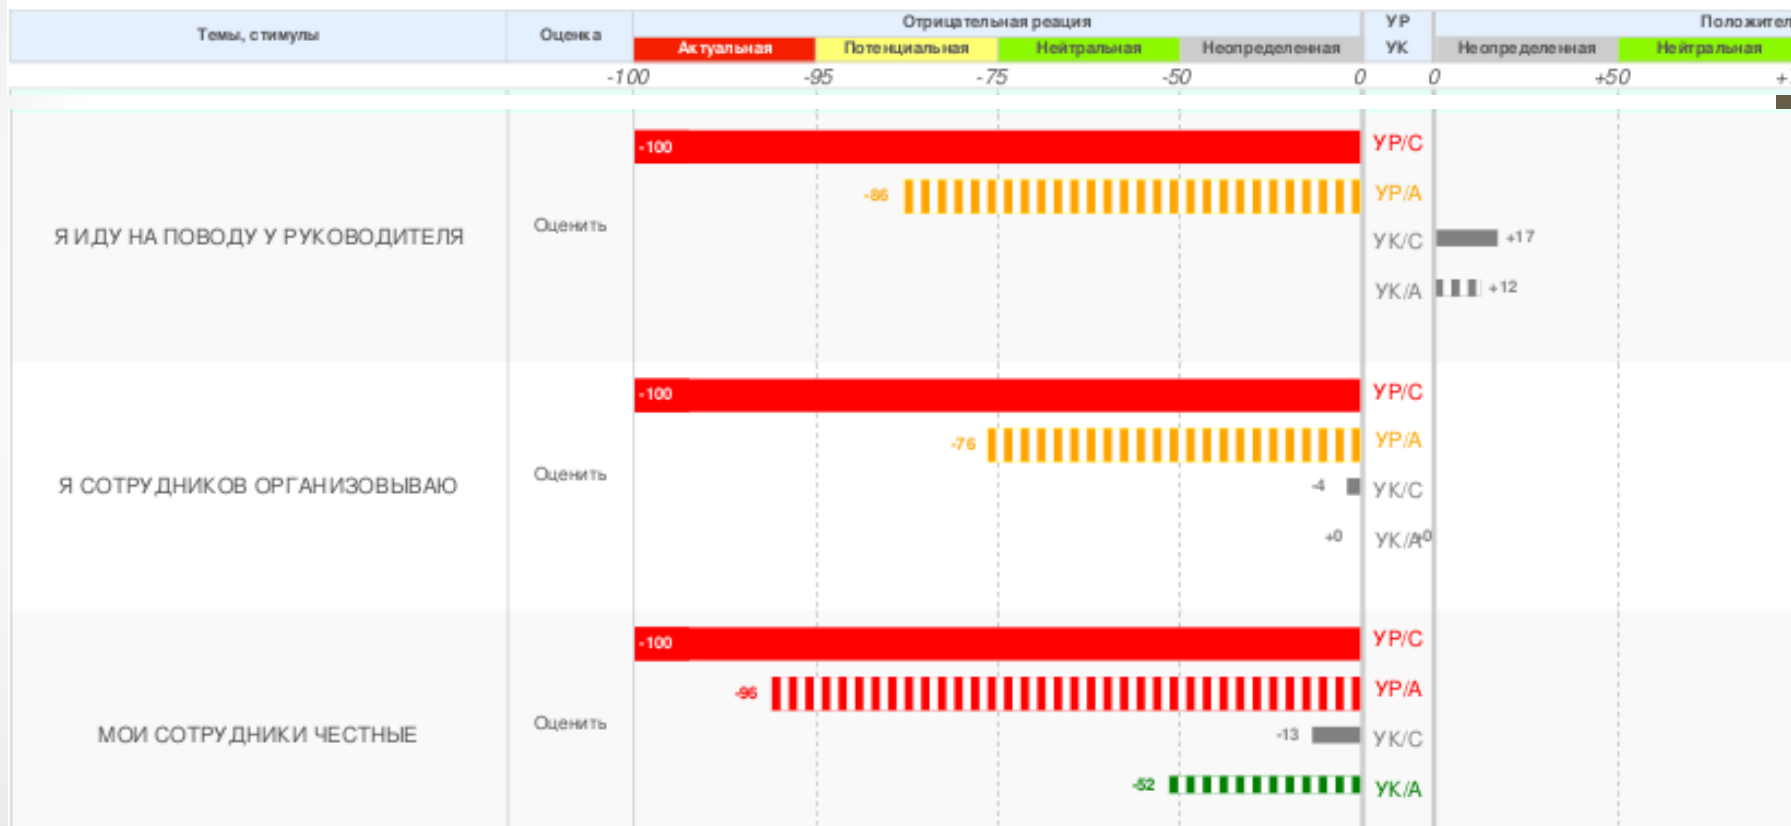 Темы, стимулы
Оценка
Отрицательная реакция
УР
УК
Положител
Актуальная Потенциальная Нейтральная Неопределенная
Неопределенная Нейтральная
-100 -95 -75 -50 0 0 +50 +
Я ИДУ НА ПОВОДУ У РУКОВОДИТЕЛЯ
Оценить
-100 УР/С
-86 УР/А
УК/С +17
УК/А +12
Я СОТРУДНИКОВ ОРГАНИЗОВЫВАЮ
Оценить
-100 УР/С
-76 УР/А
-4 УК/С
+0 УК/А +0
МОИ СОТРУДНИКИ ЧЕСТНЫЕ
Оценить
-100 УР/С
-96 УР/А
-13 УК/С
-52 УК/А